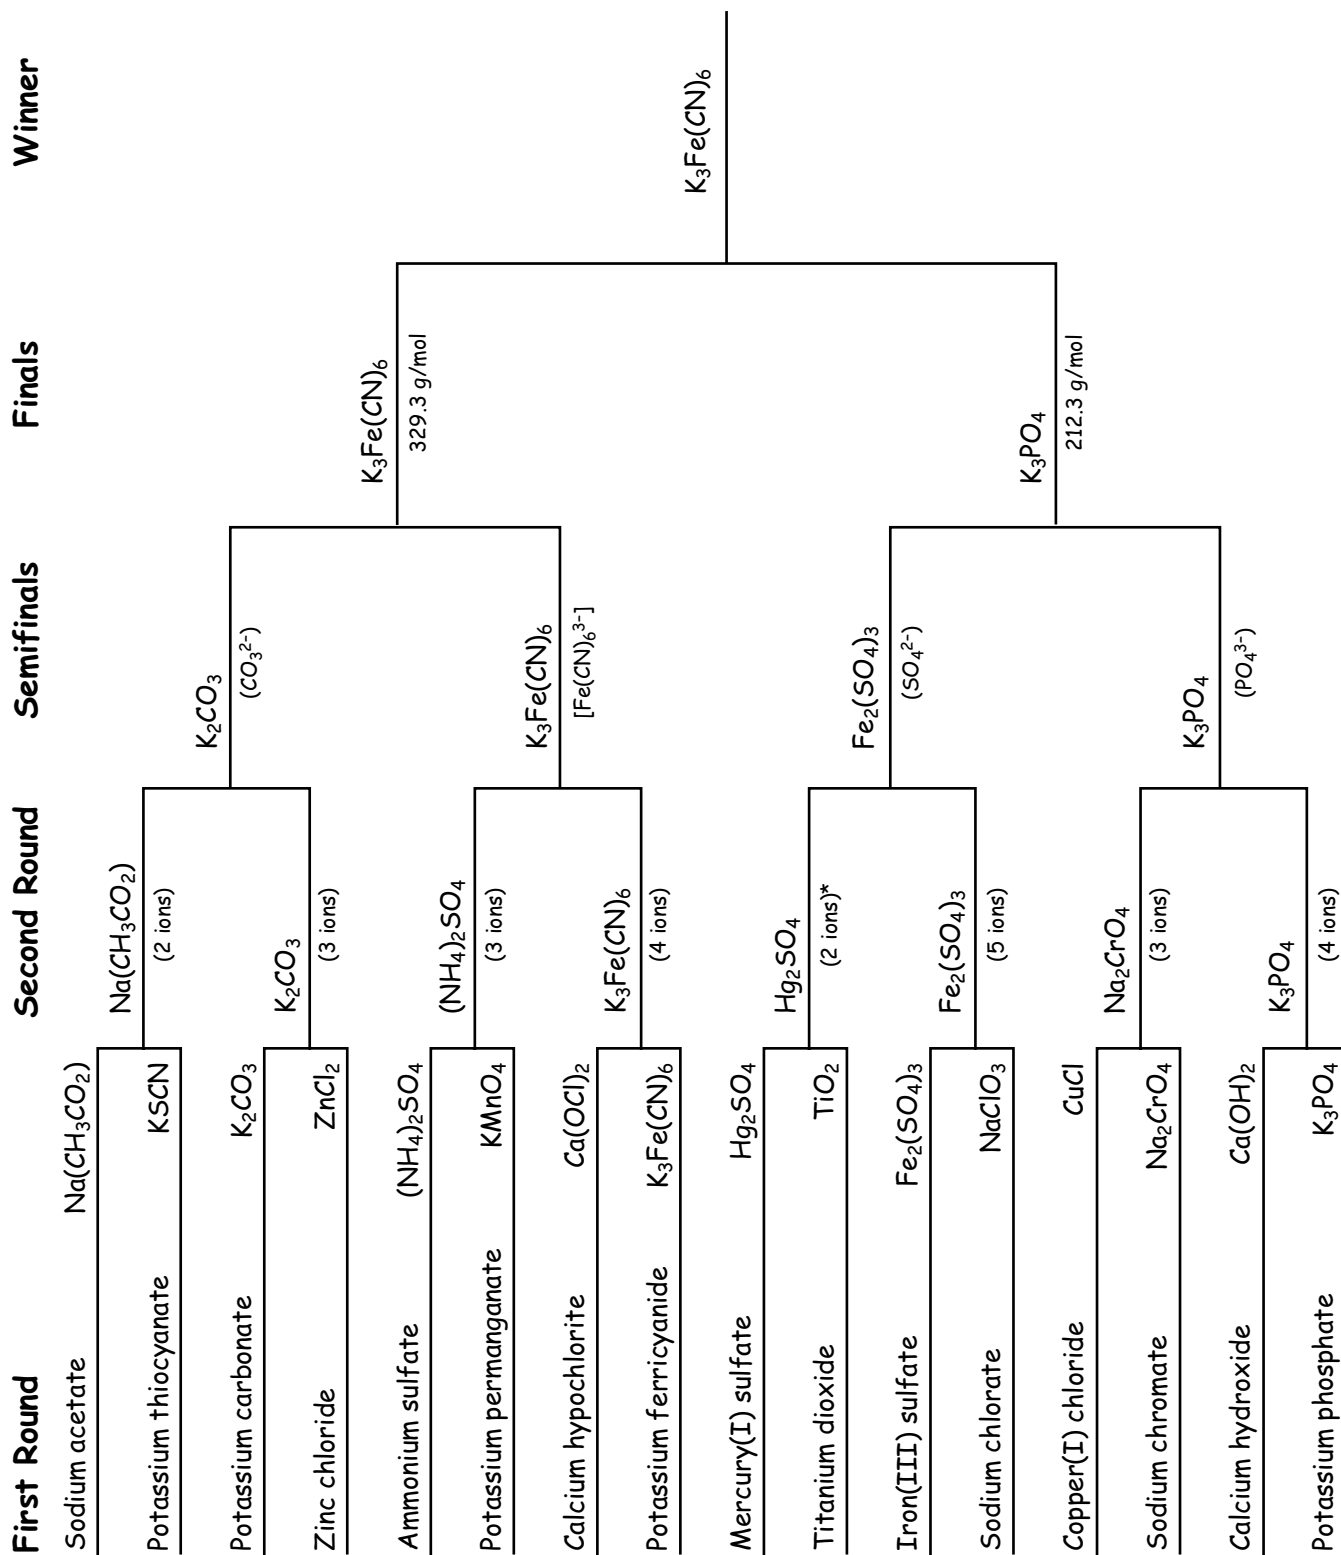 First Round
Second Round
Semifinals
Finals
Winner
Sodium acetate
Na(CH₃CO₂)
Potassium thiocyanate
KSCN
Potassium carbonate
K₂CO₃
Zinc chloride
ZnCl₂
Ammonium sulfate
(NH₄)₂SO₄
Potassium permanganate
KMnO₄
Calcium hypochlorite
Ca(OCl)₂
Potassium ferricyanide
K₃Fe(CN)₆
Mercury(I) sulfate
Hg₂SO₄
Titanium dioxide
TiO₂
Iron(III) sulfate
Fe₂(SO₄)₃
Sodium chlorate
NaClO₃
Copper(I) chloride
CuCl
Sodium chromate
Na₂CrO₄
Calcium hydroxide
Ca(OH)₂
Potassium phosphate
K₃PO₄
Na(CH₃CO₂)
(2 ions)
K₂CO₃
(3 ions)
(NH₄)₂SO₄
(3 ions)
K₃Fe(CN)₆
(4 ions)
Hg₂SO₄
(2 ions)*
Fe₂(SO₄)₃
(5 ions)
Na₂CrO₄
(3 ions)
K₃PO₄
(4 ions)
K₂CO₃
(CO₃²⁻)
K₃Fe(CN)₆
[Fe(CN)₆³⁻]
Fe₂(SO₄)₃
(SO₄²⁻)
K₃PO₄
(PO₄³⁻)
K₃Fe(CN)₆
329.3 g/mol
K₃PO₄
212.3 g/mol
K₃Fe(CN)₆